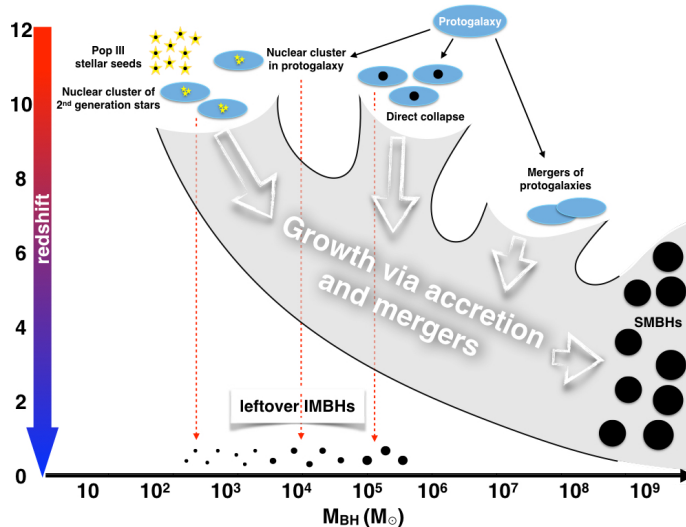 12
10
8
6
4
2
0
redshift
Pop III
stellar seeds
Nuclear cluster of
2nd generation stars
Nuclear cluster
in protogalaxy
Protogalaxy
Direct collapse
Mergers of
protogalaxies
Growth via accretion
and mergers
SMBHs
leftover IMBHs
10 10² 10³ 10⁴ 10⁵ 10⁶ 10⁷ 10⁸ 10⁹
M_BH (M_⊙)